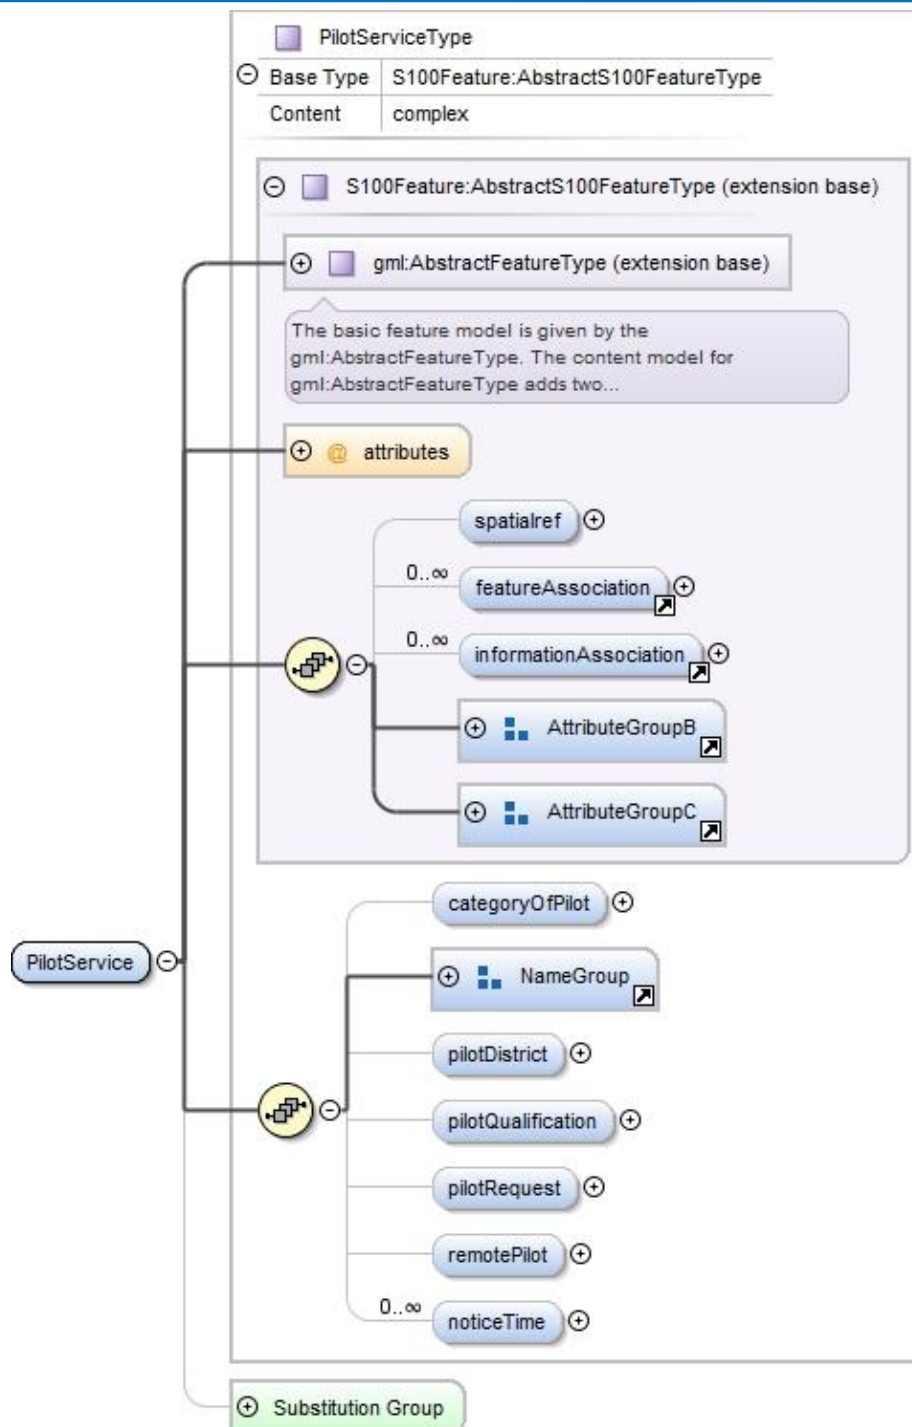 PilotServiceType
Base Type S100Feature:AbstractS100FeatureType
Content complex
S100Feature:AbstractS100FeatureType (extension base)
gml:AbstractFeatureType (extension base)
The basic feature model is given by the
gml:AbstractFeatureType. The content model for
gml:AbstractFeatureType adds two...
@ attributes
spatialref
0..∞
featureAssociation
0..∞
informationAssociation
AttributeGroupB
AttributeGroupC
categoryOfPilot
PilotService
NameGroup
pilotDistrict
pilotQualification
pilotRequest
remotePilot
0..∞
noticeTime
Substitution Group